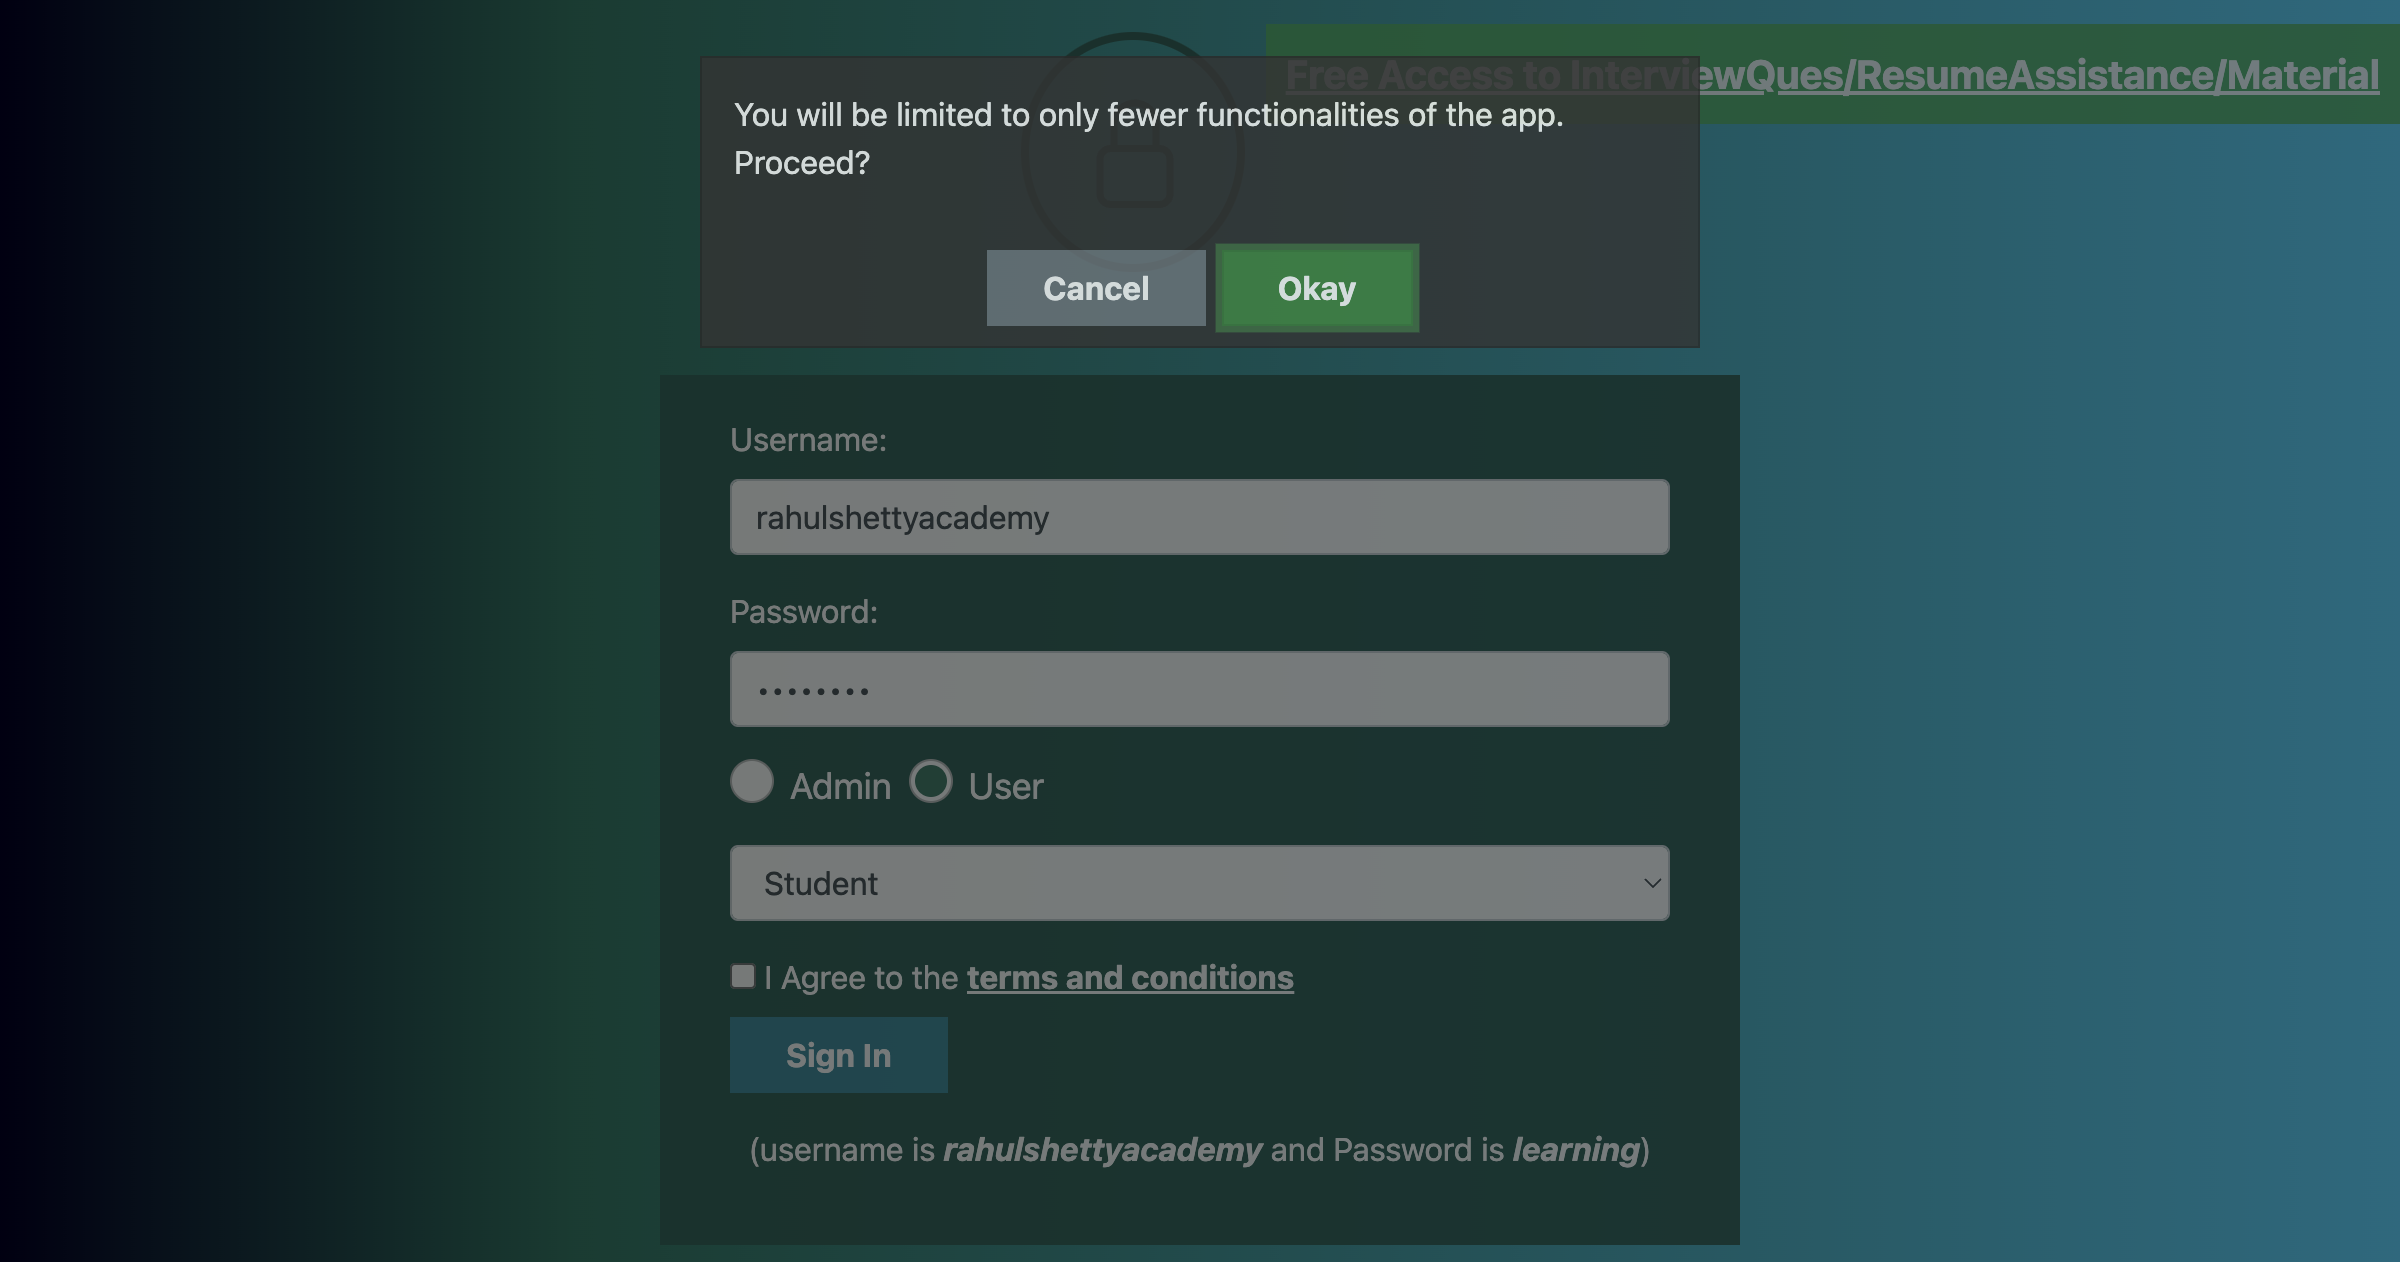 Free Access to InterviewQues/ResumeAssistance/Material
You will be limited to only fewer functionalities of the app.
Proceed?
Cancel
Okay
Username:
rahulshettyacademy
Password:
••••••••
Admin
User
Student
I Agree to the terms and conditions
Sign In
(username is rahulshettyacademy and Password is learning)